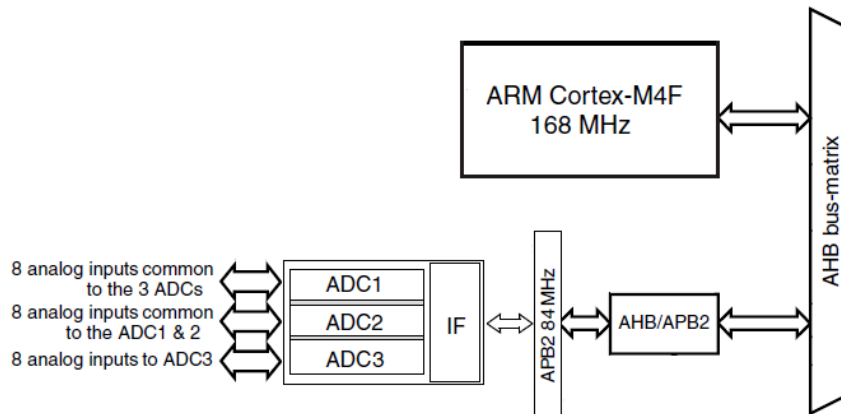 ARM Cortex-M4F
168 MHz
AHB bus-matrix
8 analog inputs common
to the 3 ADCs
8 analog inputs common
to the ADC1 & 2
8 analog inputs to ADC3
ADC1
ADC2
ADC3
IF
APB2 84 MHz
AHB/APB2